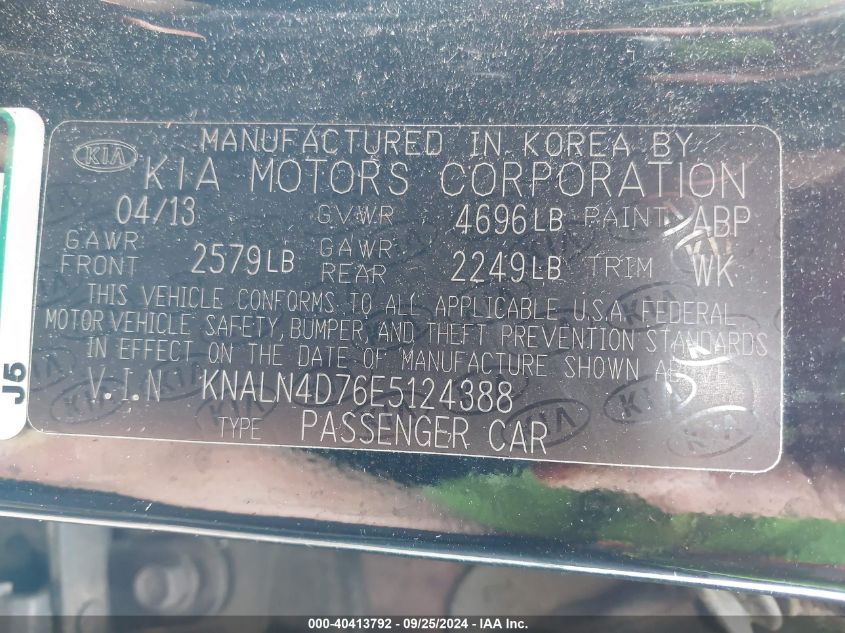 MANUFACTURED IN KOREA BY
KIA KIA MOTORS CORPORATION
04/13 GVWR 4696LB PAINT ABP
GAWR FRONT 2579LB GAWR REAR 2249LB TRIM WK
THIS VEHICLE CONFORMS TO ALL APPLICABLE U.S.A. FEDERAL
MOTOR VEHICLE SAFETY, BUMPER, AND THEFT PREVENTION STANDARDS
IN EFFECT ON THE DATE OF MANUFACTURE SHOWN ABOVE
V.I.N KNALN4D76E5124388
TYPE PASSENGER CAR
J5
000-40413792 - 09/25/2024 - IAA Inc.